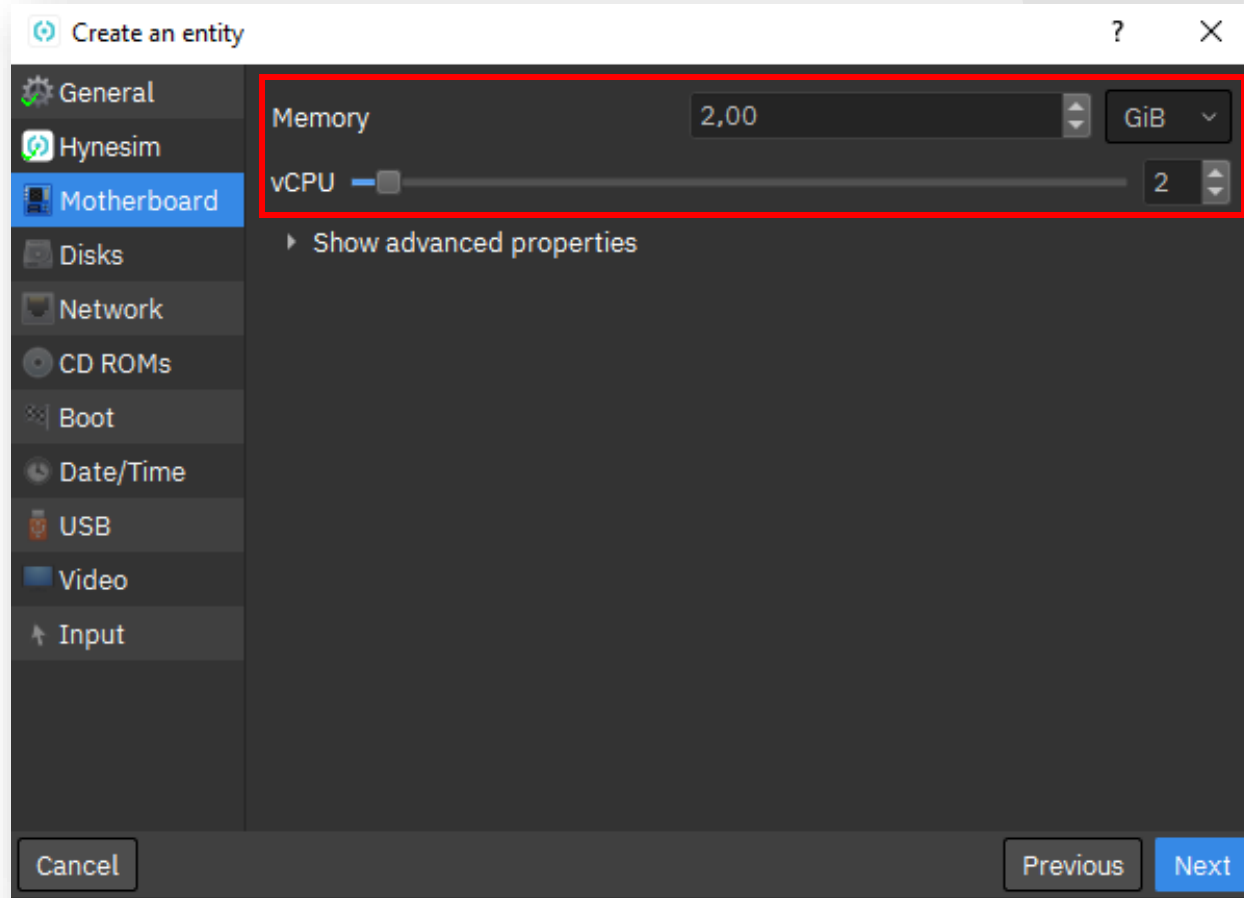 Create an entity
?
General
Hynesim
Motherboard
Disks
Network
CD ROMs
Boot
Date/Time
USB
Video
Input
Memory 2,00 GiB
vCPU 2
Show advanced properties
Cancel Previous Next